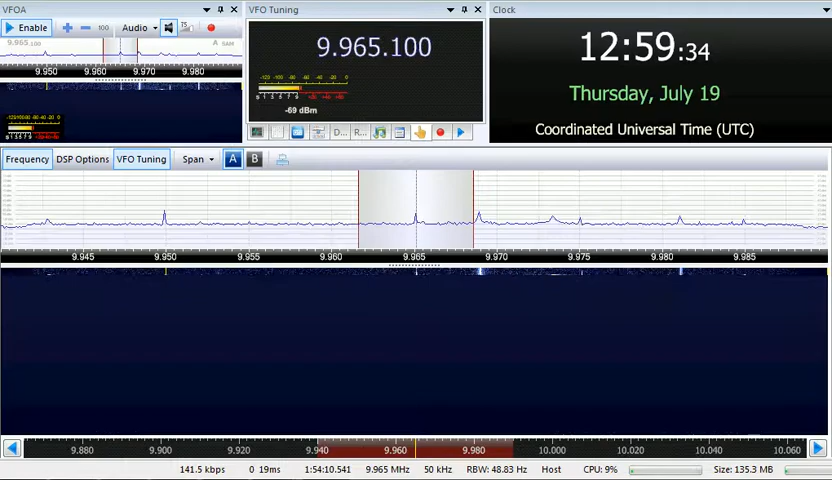 VFOA
VFO Tuning
Clock
Enable
100
Audio
9.965.100
A SAM
9.950 9.960 9.970 9.980
9.965.100
-69 dBm
D... R...
12:59:34
Thursday, July 19
Coordinated Universal Time (UTC)
Frequency DSP Options VFO Tuning Span A B
9.945 9.950 9.955 9.960 9.965 9.970 9.975 9.980 9.985
9.880 9.900 9.920 9.940 9.960 9.980 10.000 10.020 10.040 10.060
141.5 kbps 0 19ms 1:54:10.541 9.965 MHz 50 kHz RBW: 48.83 Hz Host CPU: 9% Size: 135.3 MB